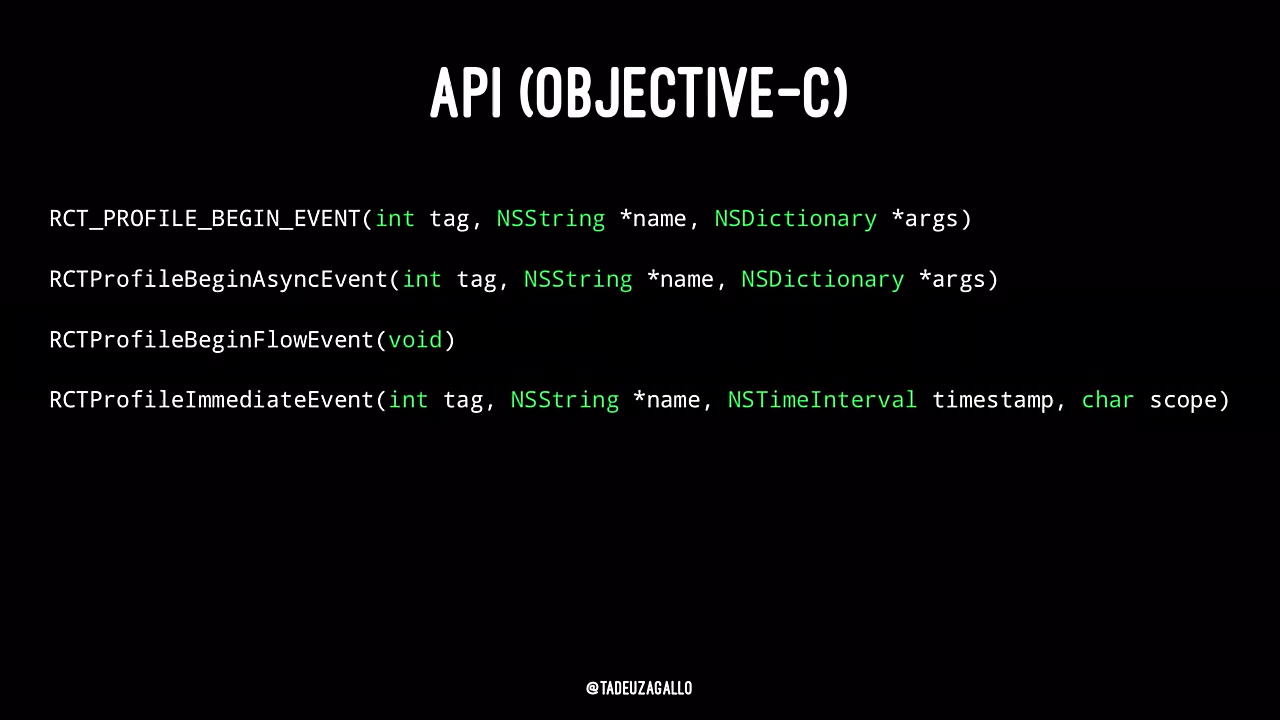 API (OBJECTIVE-C)
RCT_PROFILE_BEGIN_EVENT(int tag, NSString *name, NSDictionary *args)
RCTProfileBeginAsyncEvent(int tag, NSString *name, NSDictionary *args)
RCTProfileBeginFlowEvent(void)
RCTProfileImmediateEvent(int tag, NSString *name, NSTimeInterval timestamp, char scope)
@TADEUZAGALLO